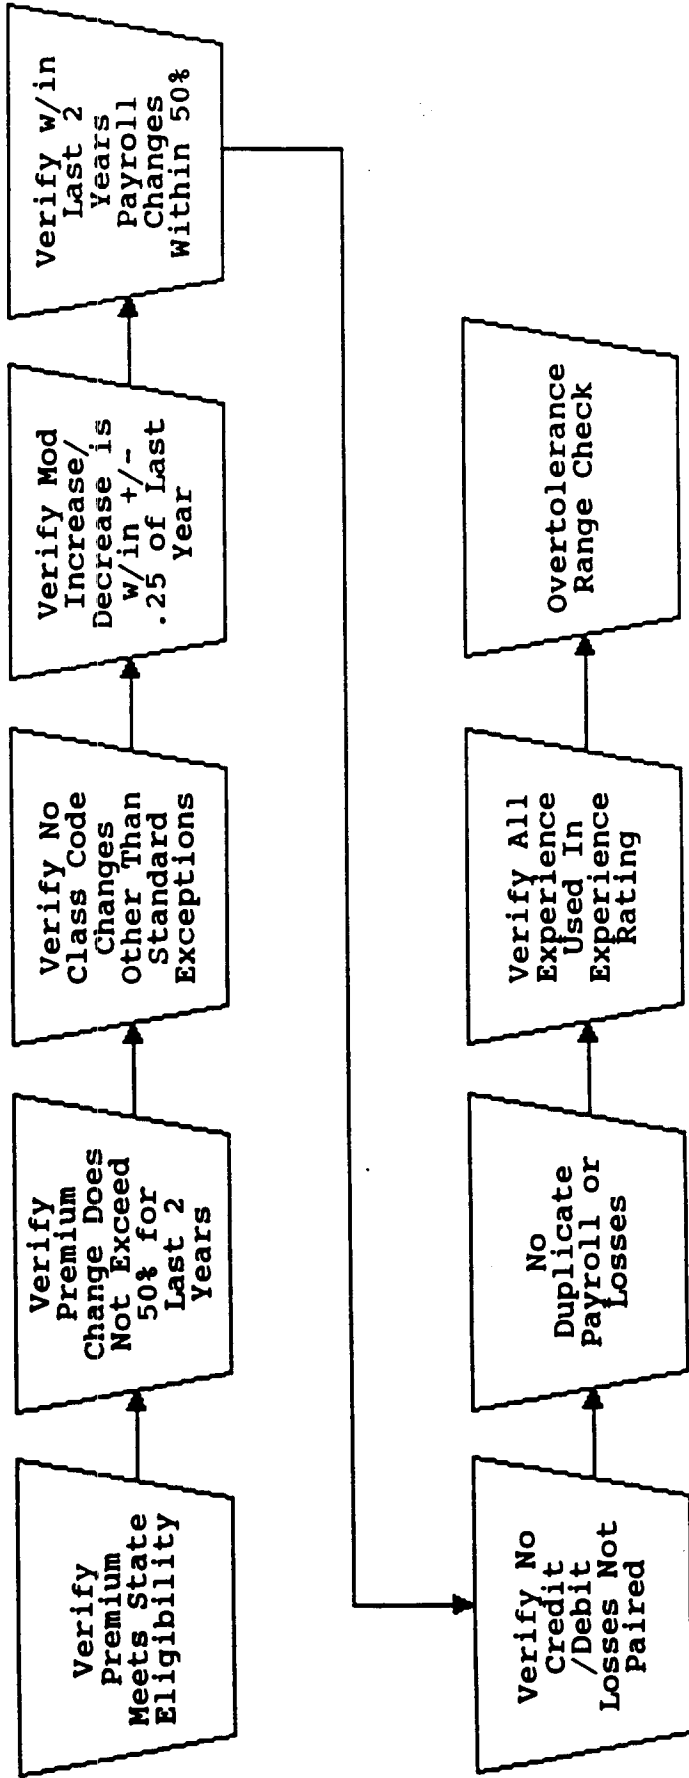 Verify
Premium
Meets State
Eligibility
Verify
Premium
Change Does
Not Exceed
50% for
Last 2
Years
Verify No
Class Code
Changes
Other Than
Standard
Exceptions
Verify Mod
Increase/
Decrease is
w/in +/-
.25 of Last
Year
Verify w/in
Last 2
Years
Payroll
Changes
Within 50%
Verify No
Credit
/Debit
Losses Not
Paired
No
Duplicate
Payroll or
Losses
Verify All
Experience
Used In
Experience
Rating
Overtolerance
Range Check